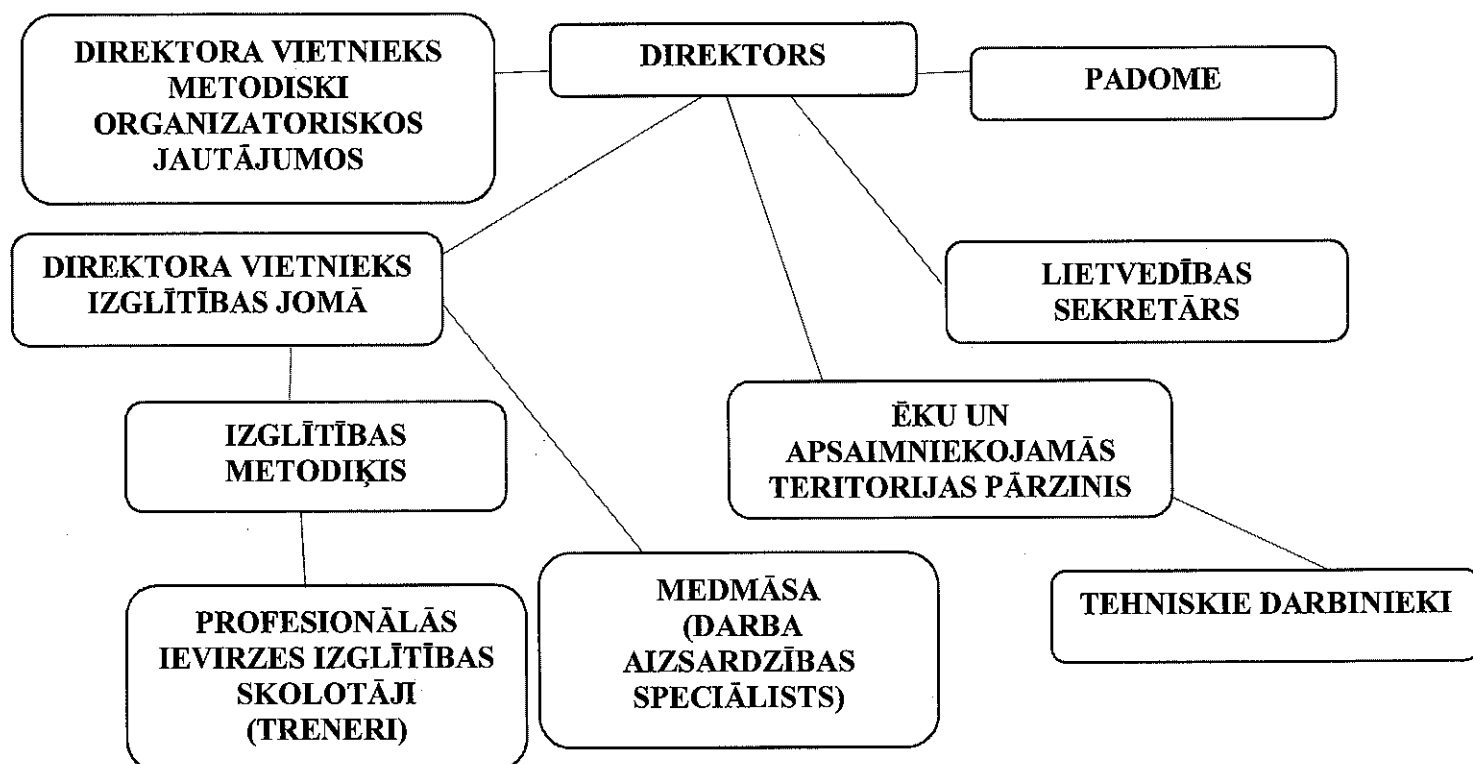 DIREKTORA VIETNIEKS
METODISKI
ORGANIZATORISKOS
JAUTĀJUMOS
DIREKTORS
PADOME
DIREKTORA VIETNIEKS
IZGLĪTĪBAS JOMĀ
LIETVEDĪBAS
SEKRETĀRS
IZGLĪTĪBAS
METODIĶIS
ĒKU UN
APSAIMNIEKOJAMĀS
TERITORIJAS PĀRZINIS
PROFESIONĀLĀS
IEVIRZES IZGLĪTĪBAS
SKOLOTĀJI
(TRENERI)
MEDMĀSA
(DARBA
AIZSARDZĪBAS
SPECIĀLISTS)
TEHNISKIE DARBINIEKI